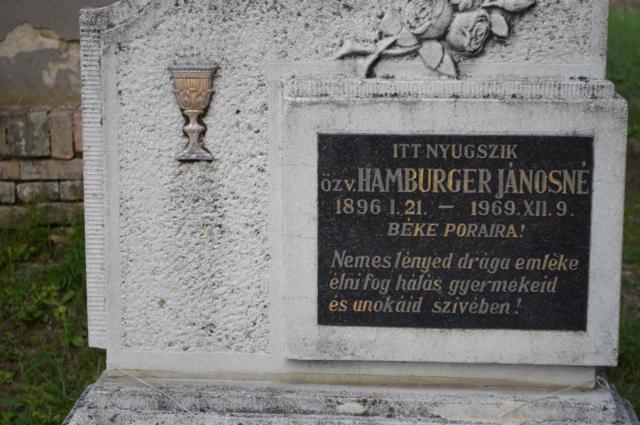 ITT NYUGSZIK
özv. HAMBURGER JÁNOSNÉ
1896 I. 21. — 1969. XII. 9.
BÉKE PORAIRA!
Nemes lényed drága emléke
élni fog hálás gyermekeid
és unokáid szívében!